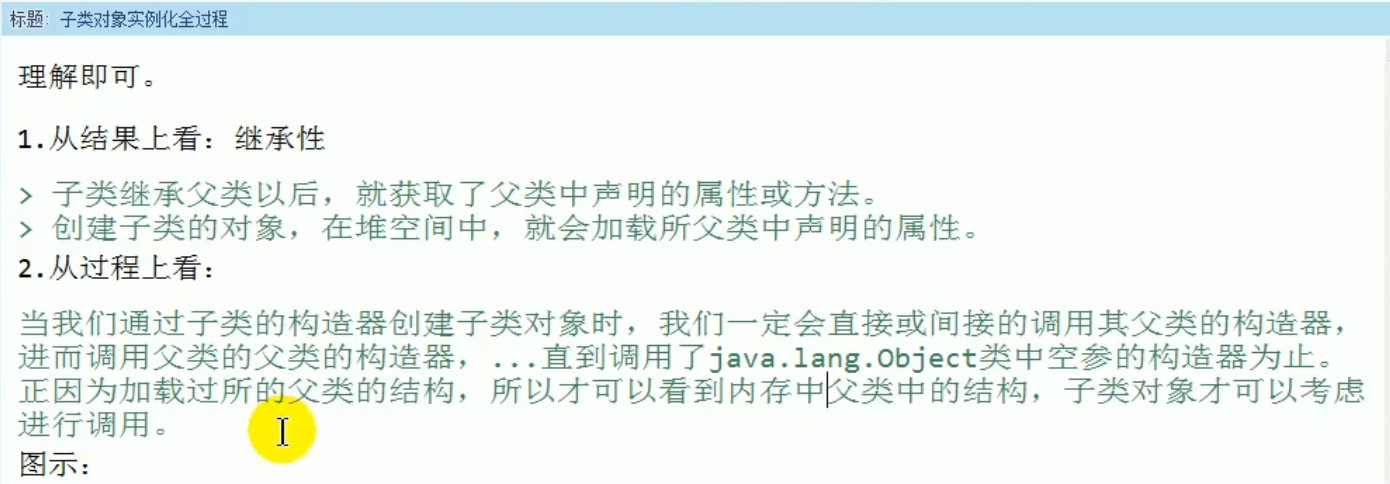 标题: 子类对象实例化全过程
理解即可。
1.从结果上看：继承性
> 子类继承父类以后，就获取了父类中声明的属性或方法。
> 创建子类的对象，在堆空间中，就会加载所父类中声明的属性。
2.从过程上看：
当我们通过子类的构造器创建子类对象时，我们一定会直接或间接的调用其父类的构造器，
进而调用父类的父类的构造器，...直到调用了java.lang.Object类中空参的构造器为止。
正因为加载过所的父类的结构，所以才可以看到内存中父类中的结构，子类对象才可以考虑
进行调用。
图示：